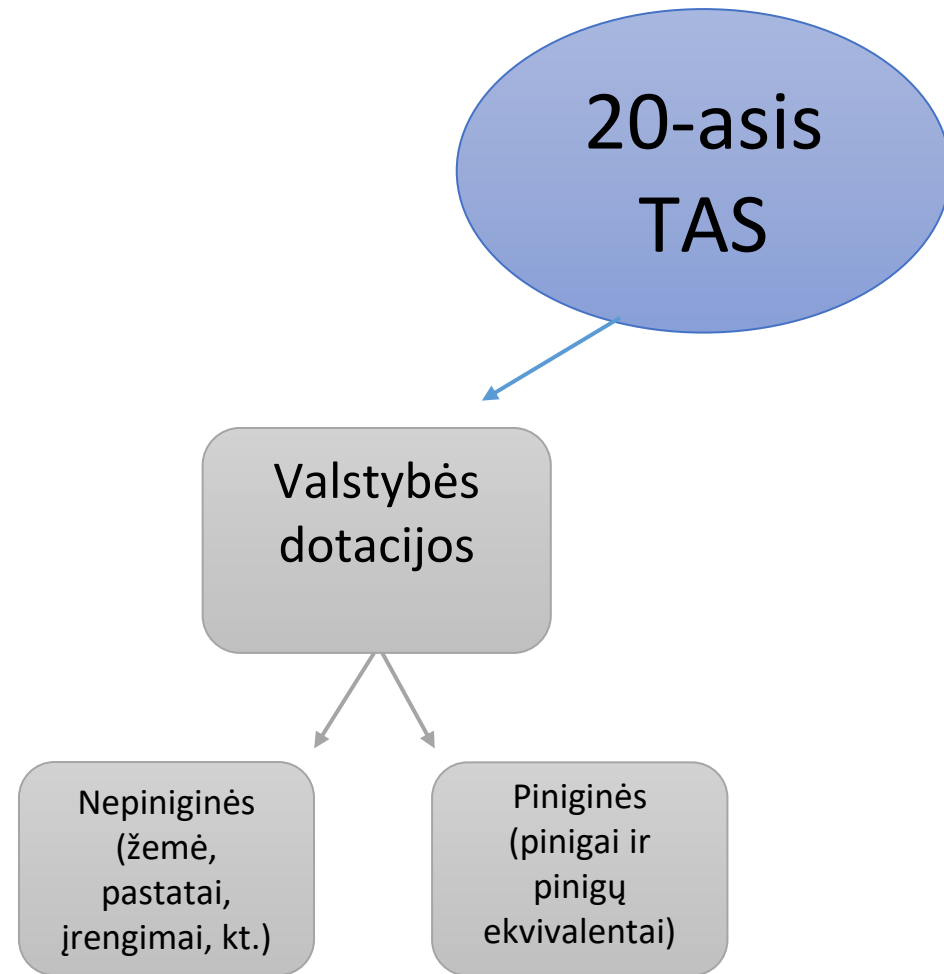 20-asis
TAS
Valstybės
dotacijos
Nepiniginės
(žemė,
pastatai,
įrengimai, kt.)
Piniginės
(pinigai ir
pinigų
ekvivalentai)